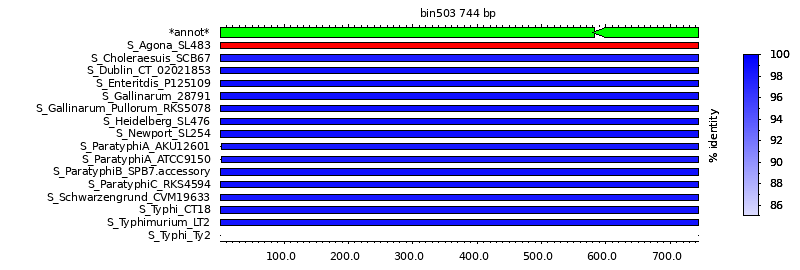 bin503 744 bp
*annot*
S_Agona_SL483
S_Choleraesuis_SCB67
S_Dublin_CT_02021853
S_Enteritdis_P125109
S_Gallinarum_28791
S_Gallinarum_Pullorum_RKS5078
S_Heidelberg_SL476
S_Newport_SL254
S_ParatyphiA_AKU12601
S_ParatyphiA_ATCC9150
S_ParatyphiB_SPB7.accessory
S_ParatyphiC_RKS4594
S_Schwarzengrund_CVM19633
S_Typhi_CT18
S_Typhimurium_LT2
S_Typhi_Ty2
100.0 200.0 300.0 400.0 500.0 600.0 700.0
% identity
100
98
96
94
92
90
88
86